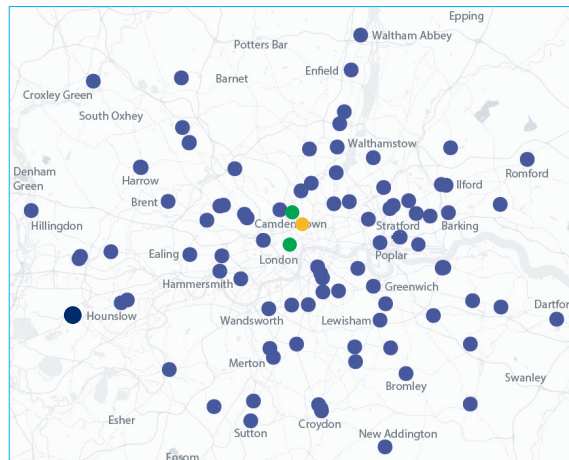 Epping
Waltham Abbey
Potters Bar
Enfield
Barnet
Croxley Green
South Oxhey
Walthamstow
Romford
Denham
Green
Harrow
Ilford
Brent
Hillingdon
Camden Town
Stratford
Barking
Ealing
London
Poplar
Hammersmith
Greenwich
Hounslow
Wandsworth
Lewisham
Dartford
Merton
Bromley
Swanley
Esher
Sutton
Croydon
New Addington
Epsom